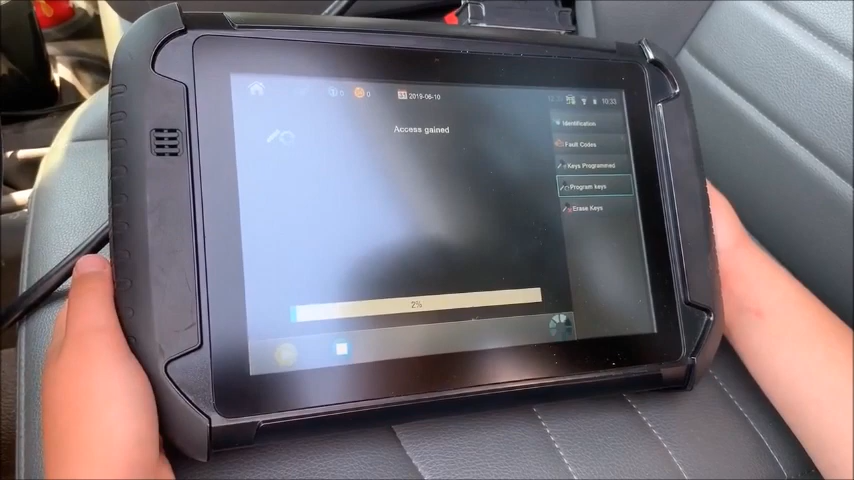 0
0
2019-06-10
10:33
Access gained
Identification
Fault Codes
Keys Programmed
Program keys
Erase Keys
2%